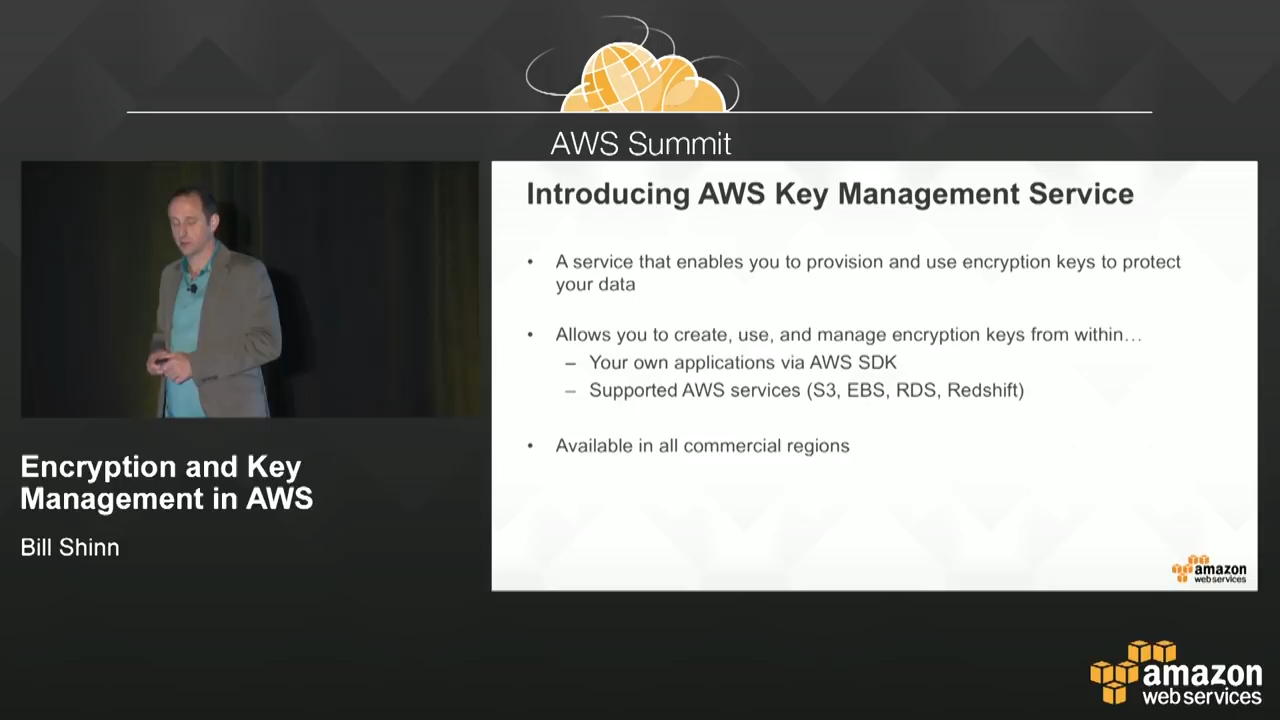 AWS Summit
Introducing AWS Key Management Service
• A service that enables you to provision and use encryption keys to protect
your data
• Allows you to create, use, and manage encryption keys from within…
– Your own applications via AWS SDK
– Supported AWS services (S3, EBS, RDS, Redshift)
• Available in all commercial regions
amazon
web services
Encryption and Key
Management in AWS
Bill Shinn
amazon
web services